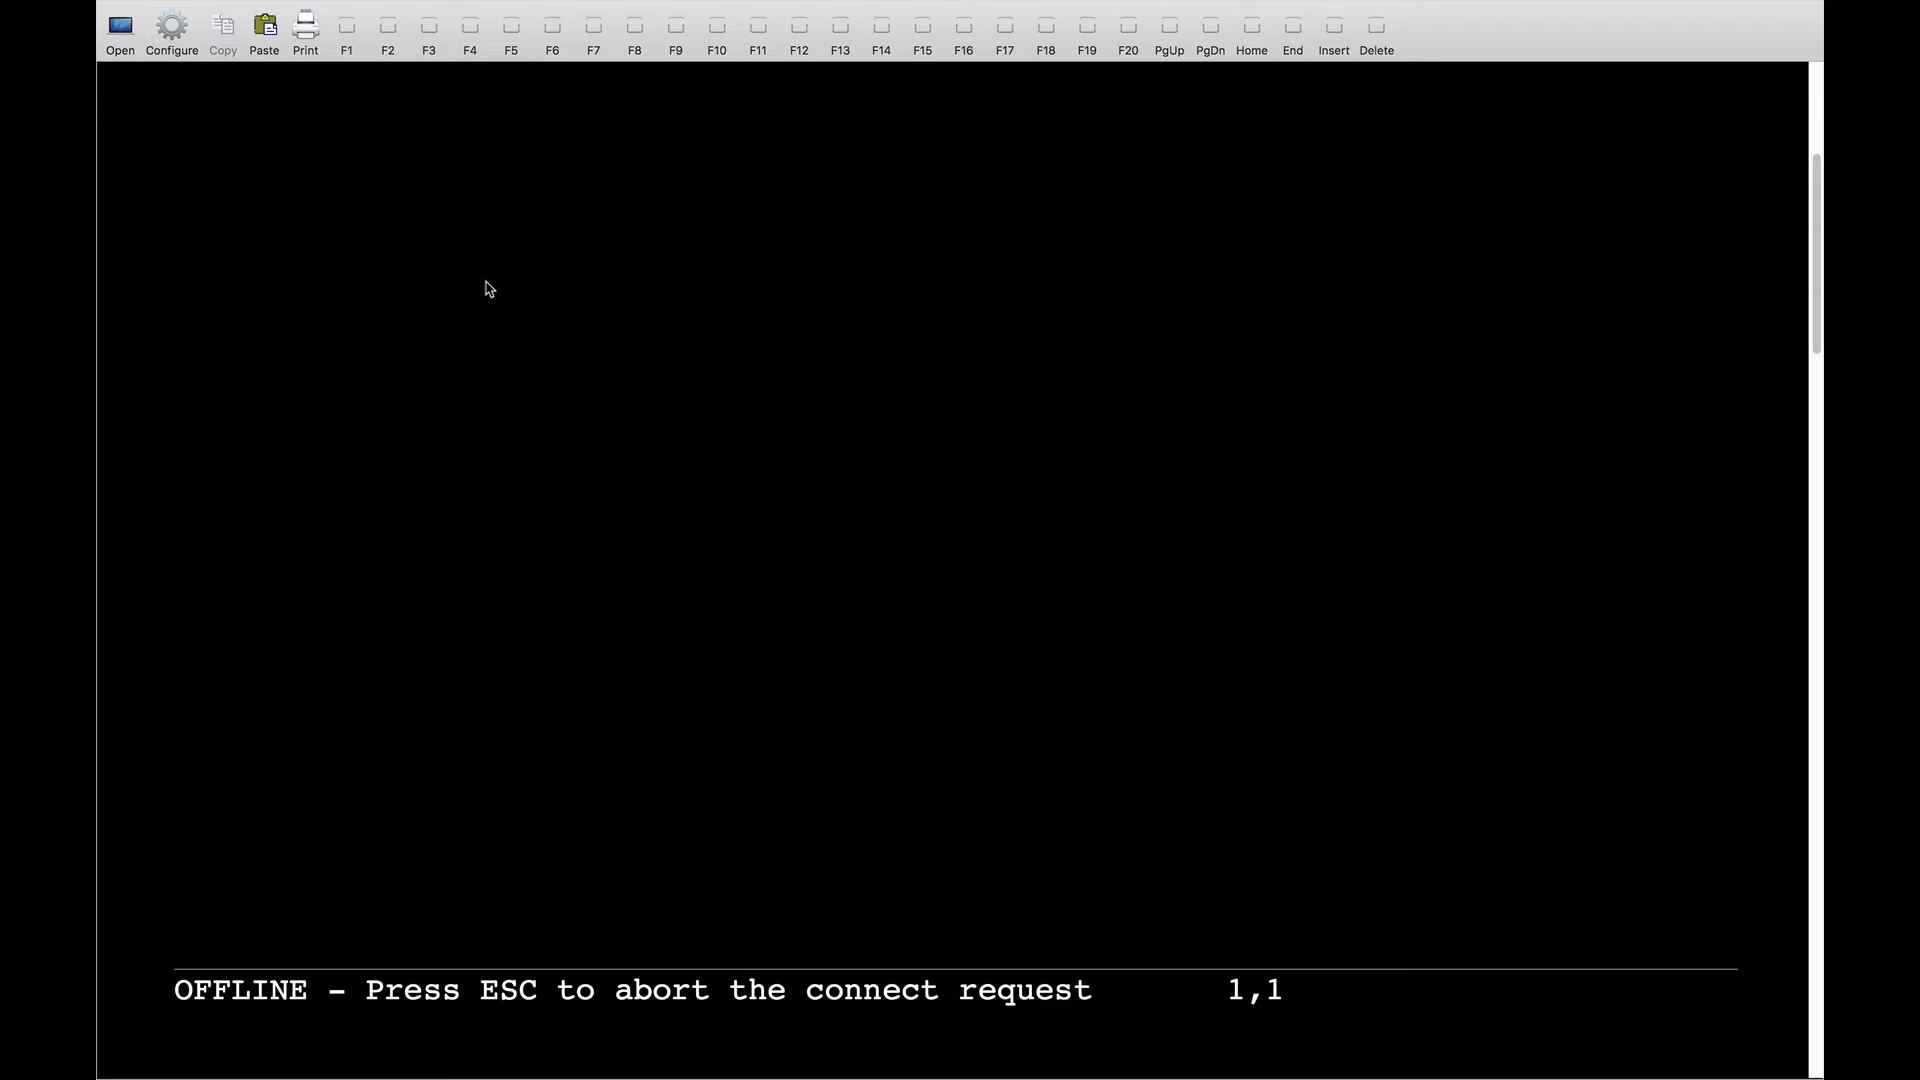 Open Configure Copy Paste Print F1 F2 F3 F4 F5 F6 F7 F8 F9 F10 F11 F12 F13 F14 F15 F16 F17 F18 F19 F20 PgUp PgDn Home End Insert Delete
OFFLINE - Press ESC to abort the connect request 1,1